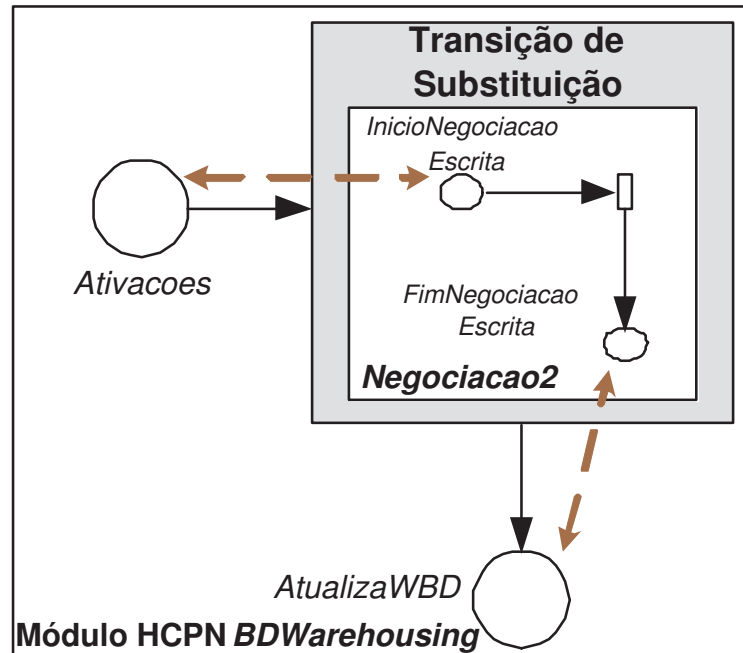 Transição de
Substituição
InicioNegociacao
Escrita
Ativacoes
FimNegociacao
Escrita
Negociacao2
AtualizaWBD
Módulo HCPN BDWarehousing